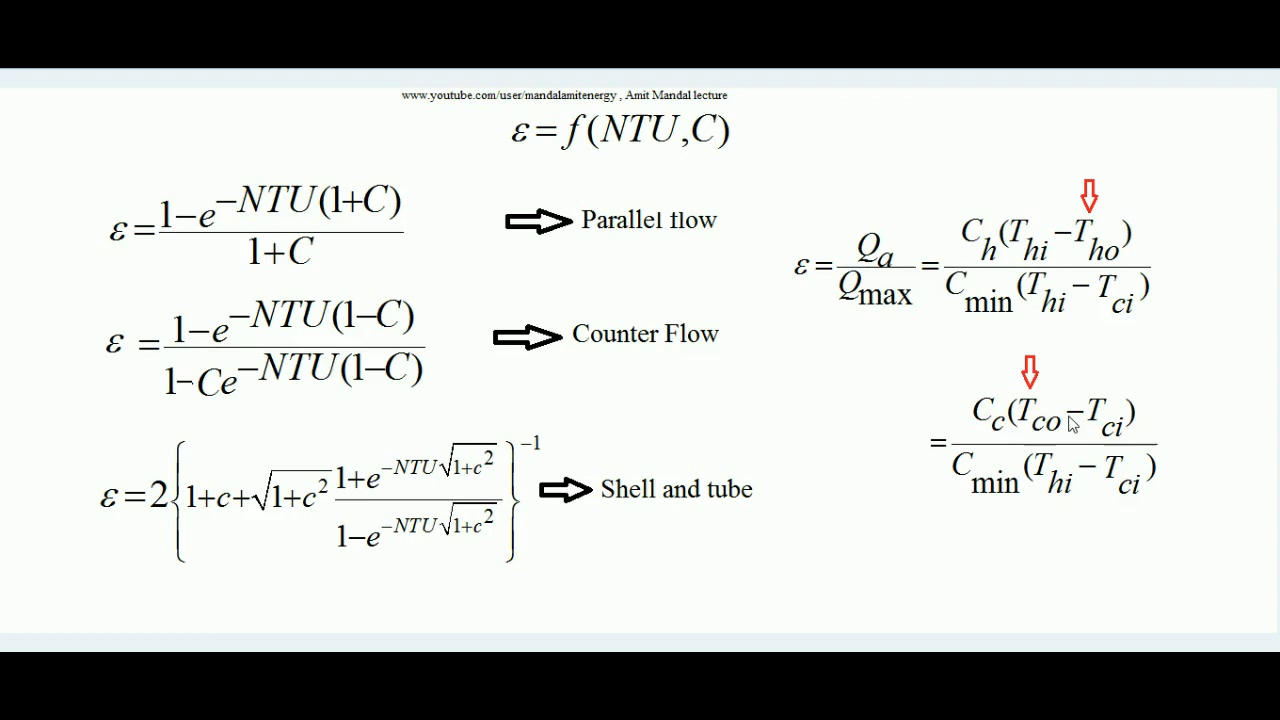 www.youtube.com/user/mandalamitenergy , Amit Mandal lecture
ε = f(NTU,C)
ε = (1−e^{−NTU(1+C)})/(1+C)
Parallel flow
ε = (1−e^{−NTU(1−C)})/(1−Ce^{−NTU(1−C)})
Counter Flow
ε = 2{1+c+√(1+c²) (1+e^{−NTU√(1+c²)})/(1−e^{−NTU√(1+c²)})}^{−1}
Shell and tube
ε = Q_a/Q_max = C_h(T_hi − T_ho)/C_min(T_hi − T_ci)
= C_c(T_co − T_ci)/C_min(T_hi − T_ci)